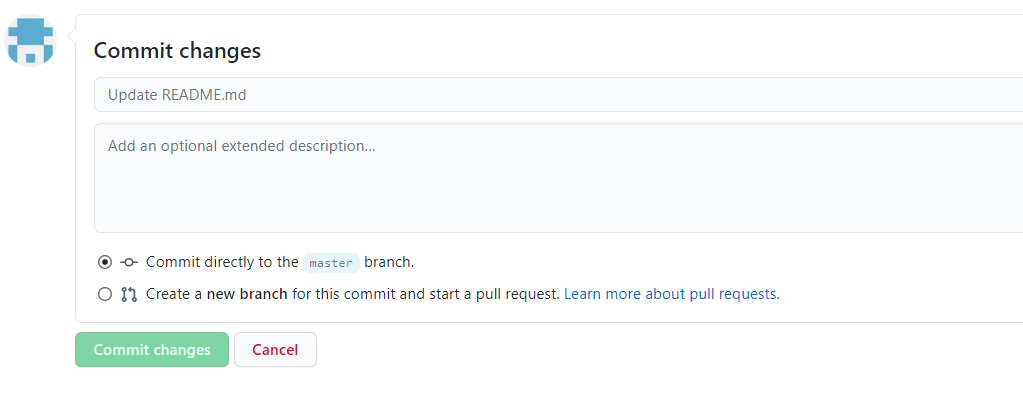 Commit changes
Update README.md
Add an optional extended description...
Commit directly to the master branch.
Create a new branch for this commit and start a pull request. Learn more about pull requests.
Commit changes Cancel